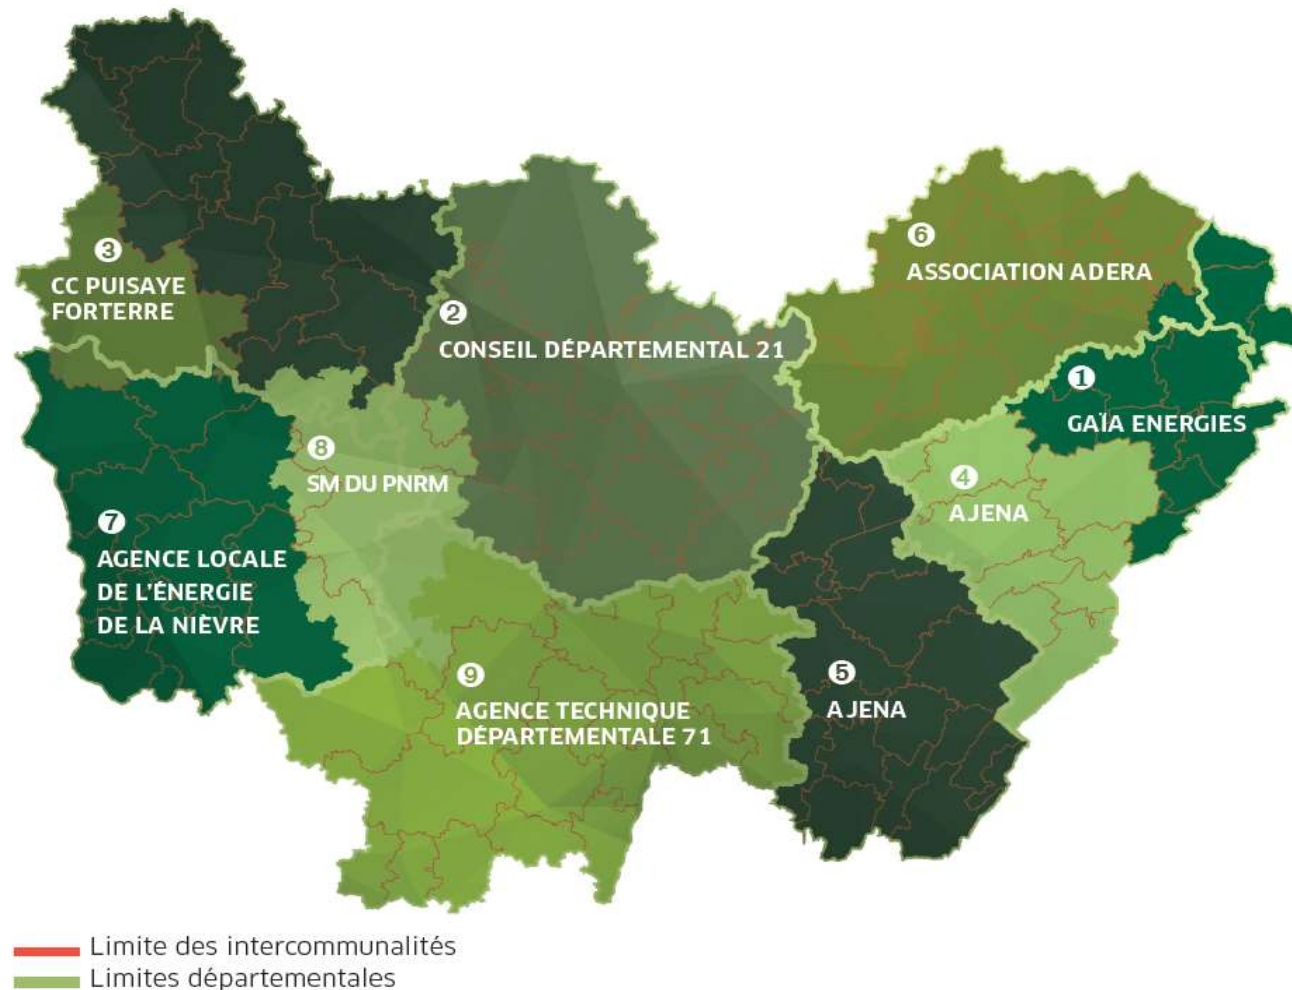 3
CC PUISAYE
FORTERRE
6
ASSOCIATION ADERA
2
CONSEIL DÉPARTEMENTAL 21
1
GAÏA ENERGIES
8
SM DU PNRM
4
AJENA
7
AGENCE LOCALE
DE L'ÉNERGIE
DE LA NIÈVRE
5
AJENA
9
AGENCE TECHNIQUE
DÉPARTEMENTALE 71
Limite des intercommunalités
Limites départementales